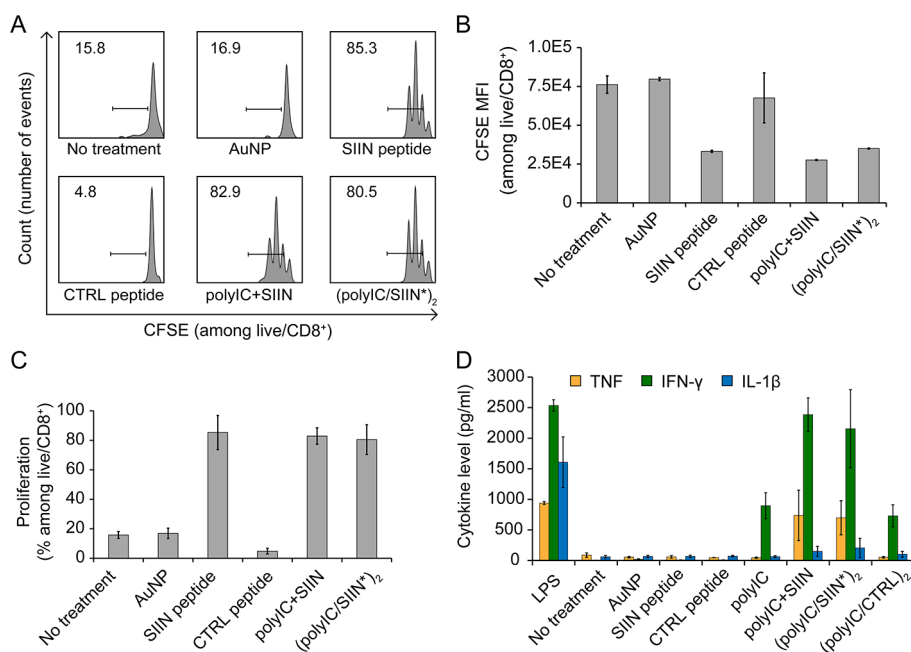 A
15.8
16.9
85.3
No treatment
AuNP
SIIN peptide
4.8
82.9
80.5
CTRL peptide
polyIC+SIIN
(polyIC/SIIN*)2
Count (number of events)
CFSE (among live/CD8+)
B
CFSE MFI
(among live/CD8+)
1.0E4
7.5E4
5.0E4
2.5E4
0
No treatment
AuNP
SIIN peptide
CTRL peptide
polyIC+SIIN
(polyIC/SIIN*)2
C
Proliferation
(% among live/CD8+)
100
80
60
40
20
0
No treatment
AuNP
SIIN peptide
CTRL peptide
polyIC+SIIN
(polyIC/SIIN*)2
D
TNF IFN-γ IL-1β
Cytokine level (pg/ml)
3000
2500
2000
1500
1000
500
0
LPS
No treatment
AuNP
SIIN peptide
CTRL peptide
polyIC
polyIC+SIIN
(polyIC/SIIN*)2
(polyIC/CTRL)2